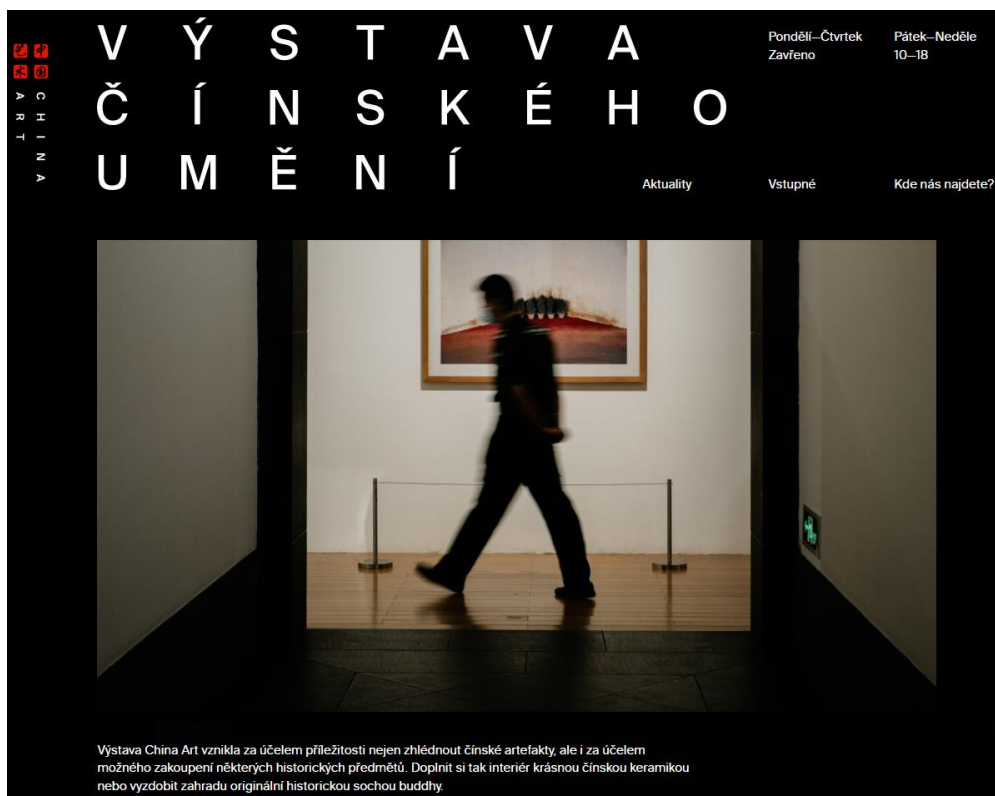 CHINA
ART
VÝSTAVA
ČÍNSKÉHO
UMĚNÍ
Pondělí—Čtvrtek
Zavřeno
Pátek—Neděle
10—18
Aktuality
Vstupné
Kde nás najdete?
Výstava China Art vznikla za účelem příležitosti nejen zhlédnout čínské artefakty, ale i za účelem
možného zakoupení některých historických předmětů. Doplnit si tak interiér krásnou čínskou keramikou
nebo vyzdobit zahradu originální historickou sochou buddhy.